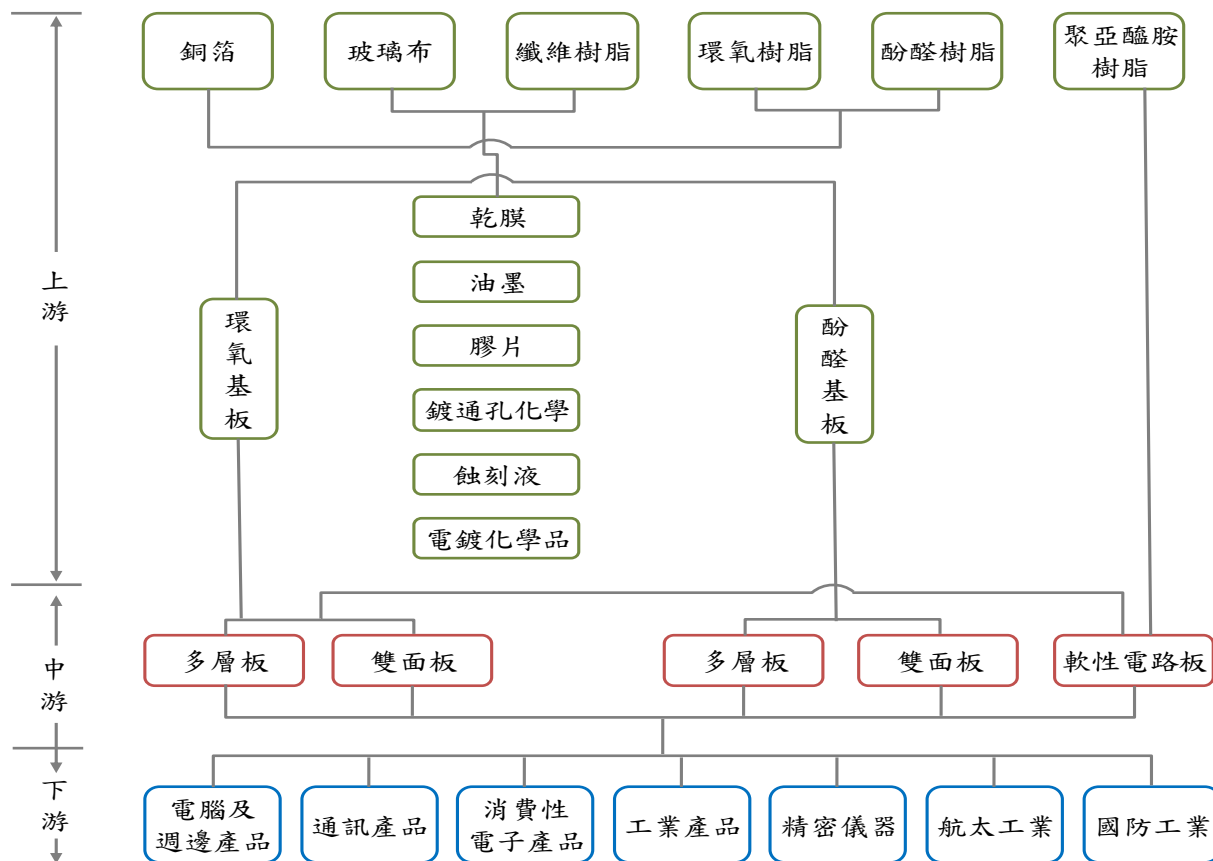 銅箔
玻璃布
纖維樹脂
環氧樹脂
酚醛樹脂
聚亞醯胺
樹脂
上游
乾膜
油墨
膠片
鍍通孔化學
蝕刻液
電鍍化學品
環氧基板
酚醛基板
中游
多層板
雙面板
多層板
雙面板
軟性電路板
下游
電腦及
週邊產品
通訊產品
消費性
電子產品
工業產品
精密儀器
航太工業
國防工業